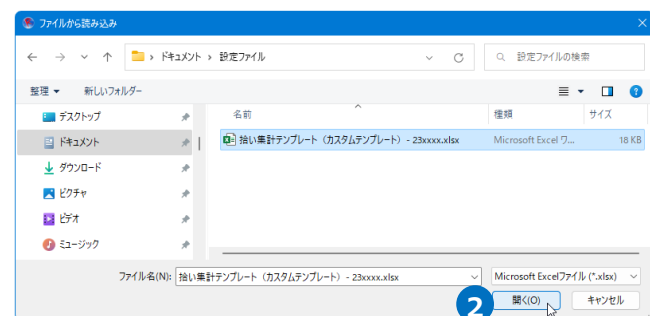 ファイルから読み込み
ドキュメント › 設定ファイル
設定ファイルの検索
整理 新しいフォルダー
名前 種類 サイズ
デスクトップ
拾い集計テンプレート（カスタムテンプレート）- 23xxxx.xlsx Microsoft Excel ワ... 18 KB
ドキュメント
ダウンロード
ピクチャ
ビデオ
ミュージック
ファイル名(N): 拾い集計テンプレート（カスタムテンプレート）- 23xxxx.xlsx Microsoft Excelファイル (*.xlsx)
2 開く(O) キャンセル